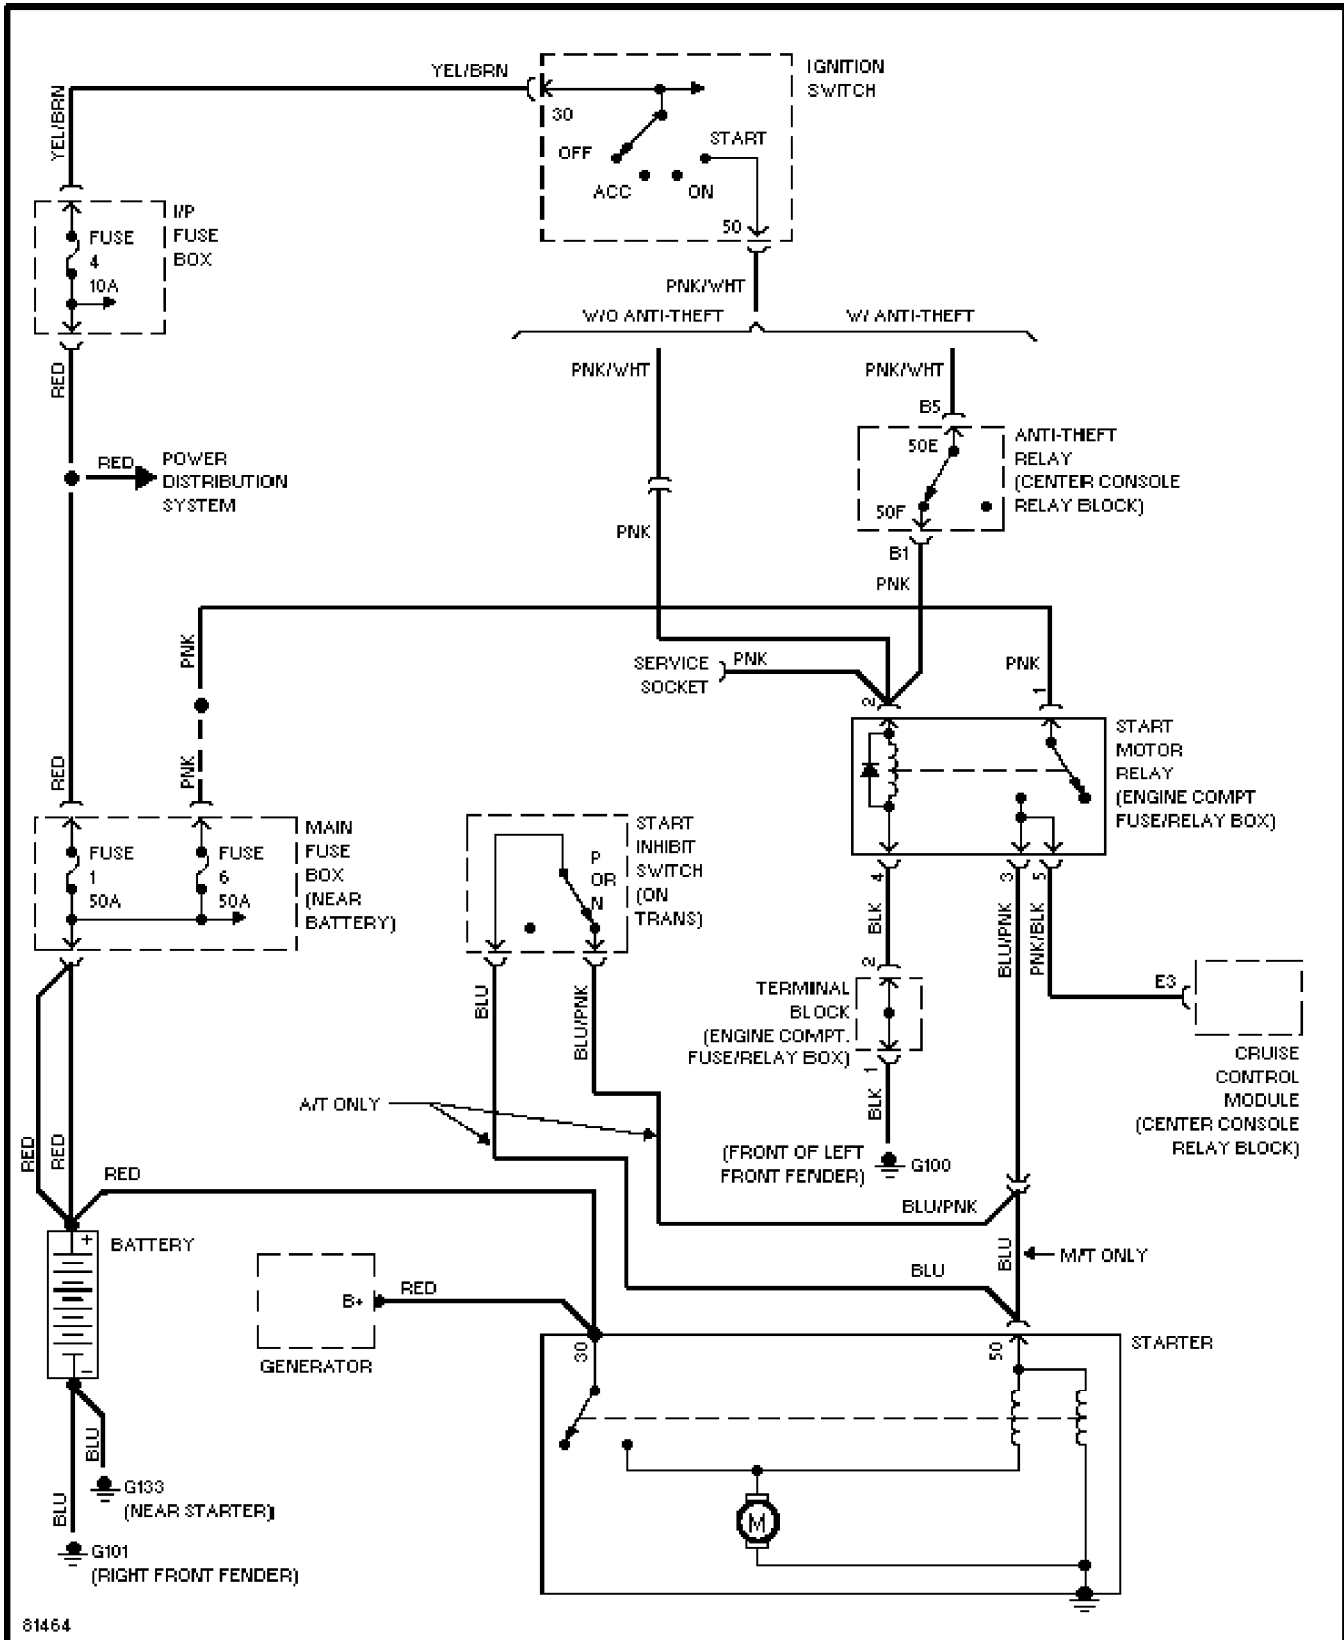 YEL/BRN
IGNITION
SWITCH
YEL/BRN
30
OFF
START
ACC
ON
50
I/P
FUSE
BOX
FUSE
4
10A
PNK/WHT
W/O ANTI-THEFT
W/ ANTI-THEFT
RED
PNK/WHT
PNK/WHT
B5
50E
50F
ANTI-THEFT
RELAY
(CENTER CONSOLE
RELAY BLOCK)
B1
RED
POWER
DISTRIBUTION
SYSTEM
PNK
PNK
PNK
SERVICE
SOCKET
PNK
PNK
2
1
START
MOTOR
RELAY
(ENGINE COMPT
FUSE/RELAY BOX)
RED
PNK
FUSE
1
50A
FUSE
6
50A
MAIN
FUSE
BOX
(NEAR
BATTERY)
P
OR
N
START
INHIBIT
SWITCH
(ON
TRANS)
4
3
5
BLK
BLU/PNK
PNK/BLK
BLU
BLU/PNK
2
TERMINAL
BLOCK
(ENGINE COMPT.
FUSE/RELAY BOX)
1
BLK
E3
CRUISE
CONTROL
MODULE
(CENTER CONSOLE
RELAY BLOCK)
A/T ONLY
(FRONT OF LEFT
FRONT FENDER)
G100
RED
RED
RED
BLU/PNK
BLU
BLU
M/T ONLY
+
BATTERY
-
B+
RED
GENERATOR
30
50
STARTER
M
BLU
BLU
G133
(NEAR STARTER)
G101
(RIGHT FRONT FENDER)
81464